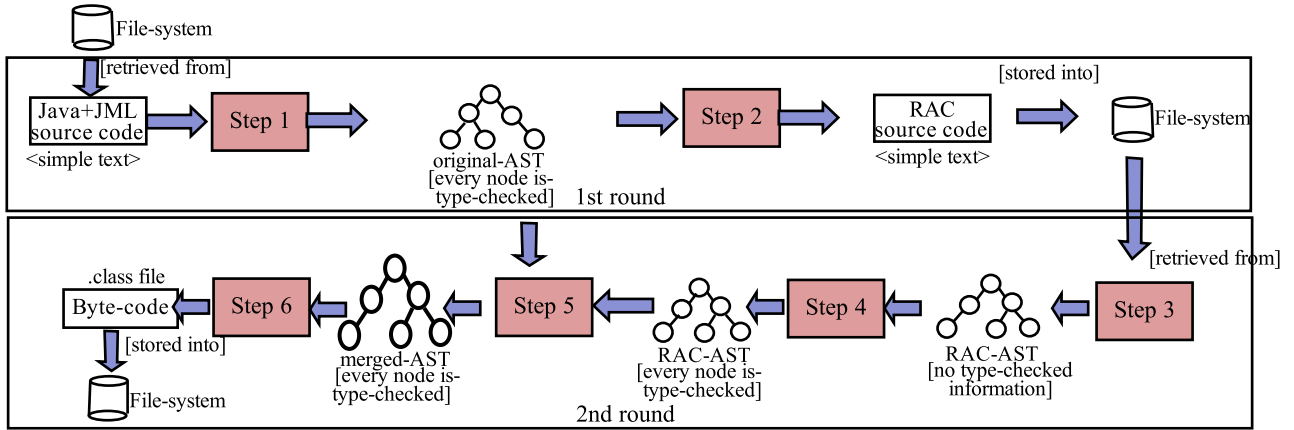 File-system
[retrieved from]
Java+JML
source code
<simple text>
Step 1
original-AST
[every node is-
type-checked]
Step 2
RAC
source code
<simple text>
[stored into]
File-system
1st round
[retrieved from]
Step 3
RAC-AST
[no type-checked
information]
Step 4
RAC-AST
[every node is-
type-checked]
Step 5
merged-AST
[every node is-
type-checked]
Step 6
.class file
Byte-code
[stored into]
File-system
2nd round